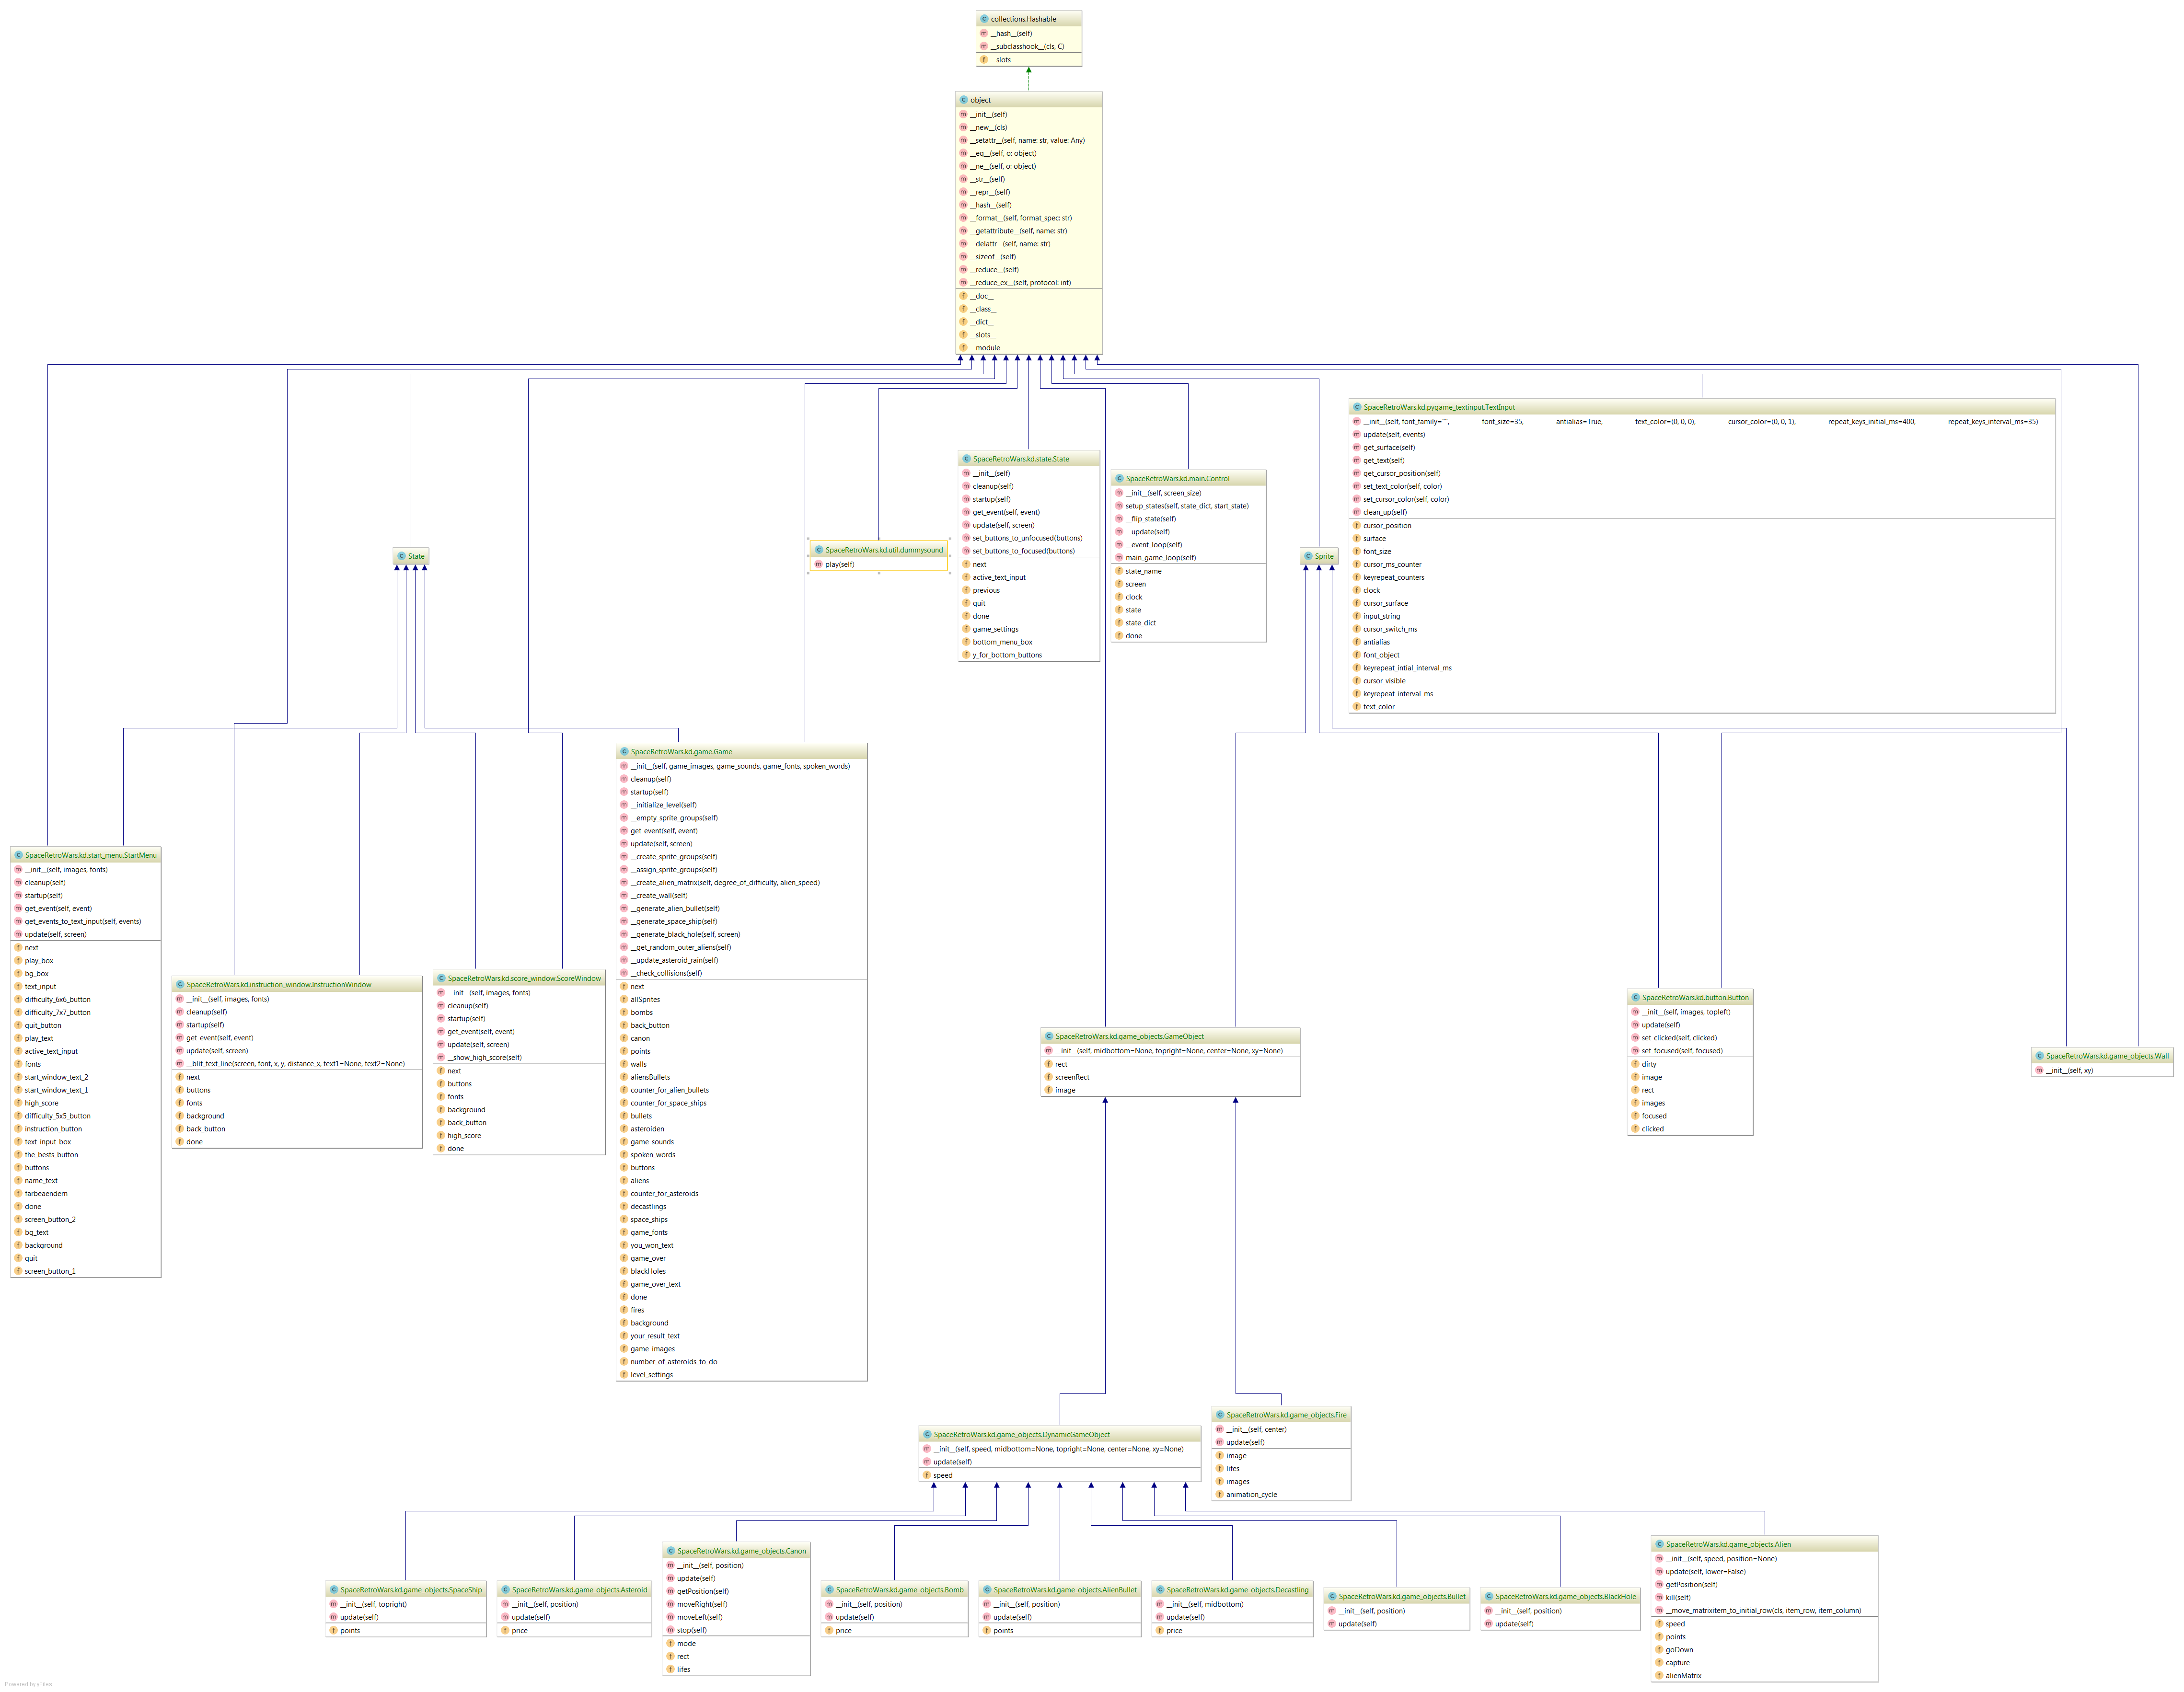 collections.Hashable
__hash__(self)
__subclasshook__(cls, C)
__slots__
object
__init__(self)
__new__(cls)
__setattr__(self, name: str, value: Any)
__eq__(self, o: object)
__ne__(self, o: object)
__str__(self)
__repr__(self)
__hash__(self)
__format__(self, format_spec: str)
__getattribute__(self, name: str)
__delattr__(self, name: str)
__sizeof__(self)
__reduce__(self)
__reduce_ex__(self, protocol: int)
__doc__
__class__
__dict__
__slots__
__module__
SpaceRetroWars.kd.pygame_textinput.TextInput
__init__(self, font_family="", font_size=35, antialias=True, text_color=(0, 0, 0), cursor_color=(0, 0, 1), repeat_keys_initial_ms=400, repeat_keys_interval_ms=35)
update(self, events)
get_surface(self)
get_text(self)
get_cursor_position(self)
set_text_color(self, color)
set_cursor_color(self, color)
clean_up(self)
cursor_position
surface
font_size
cursor_ms_counter
keyrepeat_counters
clock
cursor_surface
input_string
cursor_switch_ms
antialias
font_object
keyrepeat_intial_interval_ms
cursor_visible
keyrepeat_interval_ms
text_color
SpaceRetroWars.kd.state.State
__init__(self)
cleanup(self)
startup(self)
get_event(self, event)
update(self, screen)
set_buttons_to_unfocused(buttons)
set_buttons_to_focused(buttons)
next
active_text_input
previous
quit
done
game_settings
bottom_menu_box
y_for_bottom_buttons
SpaceRetroWars.kd.main.Control
__init__(self, screen_size)
setup_states(self, state_dict, start_state)
__flip_state(self)
__update(self)
__event_loop(self)
main_game_loop(self)
state_name
screen
clock
state
state_dict
done
State
SpaceRetroWars.kd.util.dummysound
play(self)
Sprite
SpaceRetroWars.kd.game.Game
__init__(self, game_images, game_sounds, game_fonts, spoken_words)
cleanup(self)
startup(self)
__initialize_level(self)
__empty_sprite_groups(self)
get_event(self, event)
update(self, screen)
__create_sprite_groups(self)
__assign_sprite_groups(self)
__create_alien_matrix(self, degree_of_difficulty, alien_speed)
__create_wall(self)
__generate_alien_bullet(self)
__generate_space_ship(self)
__generate_black_hole(self, screen)
__get_random_outer_aliens(self)
__update_asteroid_rain(self)
__check_collisions(self)
next
allSprites
bombs
back_button
canon
points
walls
aliensBullets
counter_for_alien_bullets
counter_for_space_ships
bullets
asteroiden
game_sounds
spoken_words
buttons
aliens
counter_for_asteroids
decastlings
space_ships
game_fonts
you_won_text
game_over
blackHoles
game_over_text
done
fires
background
your_result_text
game_images
number_of_asteroids_to_do
level_settings
SpaceRetroWars.kd.start_menu.StartMenu
__init__(self, images, fonts)
cleanup(self)
startup(self)
get_event(self, event)
get_events_to_text_input(self, events)
update(self, screen)
next
play_box
bg_box
text_input
difficulty_6x6_button
difficulty_7x7_button
quit_button
play_text
active_text_input
fonts
start_window_text_2
start_window_text_1
high_score
difficulty_5x5_button
instruction_button
text_input_box
the_bests_button
buttons
name_text
farbeaendern
done
screen_button_2
bg_text
background
quit
screen_button_1
SpaceRetroWars.kd.instruction_window.InstructionWindow
__init__(self, images, fonts)
cleanup(self)
startup(self)
get_event(self, event)
update(self, screen)
__blit_text_line(screen, font, x, y, distance_x, text1=None, text2=None)
next
buttons
fonts
background
back_button
done
SpaceRetroWars.kd.score_window.ScoreWindow
__init__(self, images, fonts)
cleanup(self)
startup(self)
get_event(self, event)
update(self, screen)
__show_high_score(self)
next
buttons
fonts
background
back_button
high_score
done
SpaceRetroWars.kd.button.Button
__init__(self, images, topleft)
update(self)
set_clicked(self, clicked)
set_focused(self, focused)
dirty
image
rect
images
focused
clicked
SpaceRetroWars.kd.game_objects.GameObject
__init__(self, midbottom=None, topright=None, center=None, xy=None)
rect
screenRect
image
SpaceRetroWars.kd.game_objects.Wall
__init__(self, xy)
SpaceRetroWars.kd.game_objects.Fire
__init__(self, center)
update(self)
image
lifes
images
animation_cycle
SpaceRetroWars.kd.game_objects.DynamicGameObject
__init__(self, speed, midbottom=None, topright=None, center=None, xy=None)
update(self)
speed
SpaceRetroWars.kd.game_objects.SpaceShip
__init__(self, topright)
update(self)
points
SpaceRetroWars.kd.game_objects.Asteroid
__init__(self, position)
update(self)
price
SpaceRetroWars.kd.game_objects.Canon
__init__(self, position)
update(self)
getPosition(self)
moveRight(self)
moveLeft(self)
stop(self)
mode
rect
lifes
SpaceRetroWars.kd.game_objects.Bomb
__init__(self, position)
update(self)
price
SpaceRetroWars.kd.game_objects.AlienBullet
__init__(self, position)
update(self)
points
SpaceRetroWars.kd.game_objects.Decastling
__init__(self, midbottom)
update(self)
price
SpaceRetroWars.kd.game_objects.Bullet
__init__(self, position)
update(self)
SpaceRetroWars.kd.game_objects.BlackHole
__init__(self, position)
update(self)
SpaceRetroWars.kd.game_objects.Alien
__init__(self, speed, position=None)
update(self, lower=False)
getPosition(self)
kill(self)
__move_matrixitem_to_initial_row(cls, item_row, item_column)
speed
points
goDown
capture
alienMatrix
Powered by yFiles